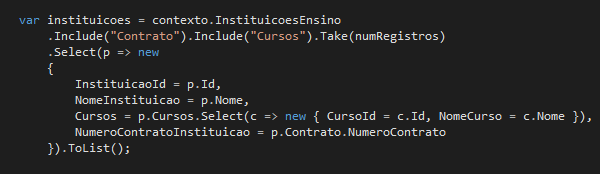 var instituicoes = contexto.InstituicoesEnsino
.Include("Contrato").Include("Cursos").Take(numRegistros)
.Select(p => new
{
InstituicaoId = p.Id,
NomeInstituicao = p.Nome,
Cursos = p.Cursos.Select(c => new { CursoId = c.Id, NomeCurso = c.Nome }),
NumeroContratoInstituicao = p.Contrato.NumeroContrato
}).ToList();